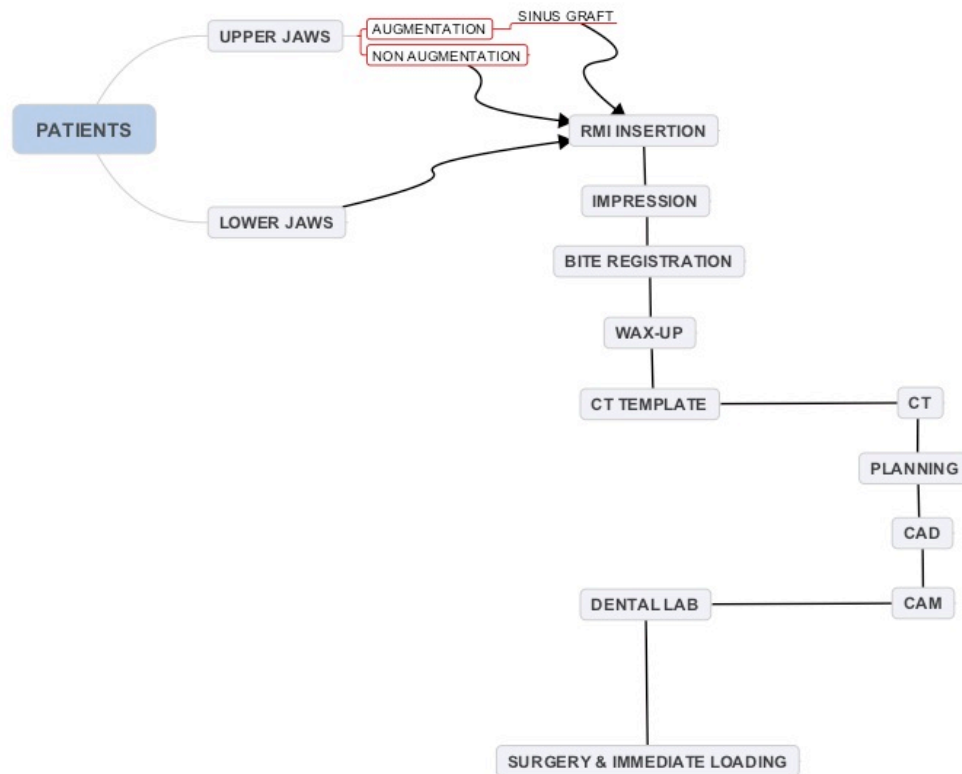 PATIENTS
UPPER JAWS
AUGMENTATION
SINUS GRAFT
NON AUGMENTATION
LOWER JAWS
RMI INSERTION
IMPRESSION
BITE REGISTRATION
WAX-UP
CT TEMPLATE
CT
PLANNING
CAD
CAM
DENTAL LAB
SURGERY & IMMEDIATE LOADING